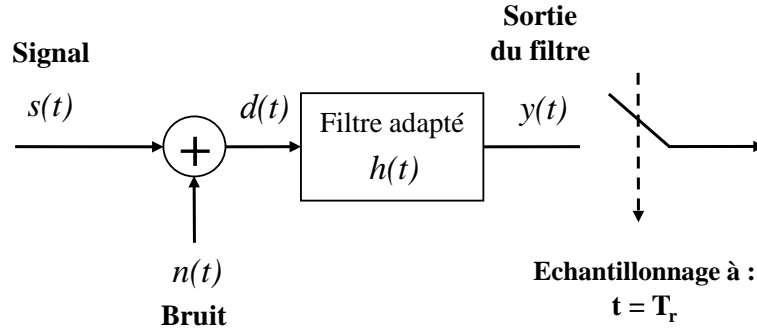 Sortie
du filtre
Signal
s(t)
d(t)
Filtre adapté
h(t)
y(t)
+
n(t)
Bruit
Echantillonnage à :
t = Tr